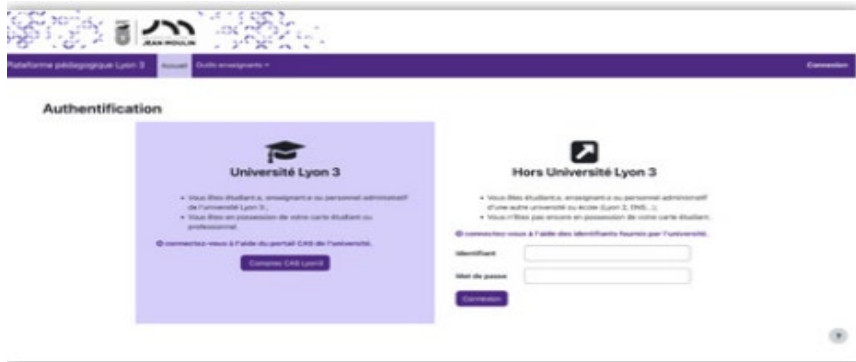 JEAN MOULIN
Plateforme pédagogique Lyon 3 Accueil Outils enseignants Connexion
Authentification
Université Lyon 3
• Vous êtes étudiant.e, enseignant.e ou personnel administratif
de l'université Lyon 3 ;
• Vous êtes en possession de votre carte étudiant ou
professionnel.
connectez-vous à l'aide du portail CAS de l'université.
Comptes CAS Lyon3
Hors Université Lyon 3
• Vous êtes étudiant.e, enseignant.e ou personnel administratif
d'une autre université ou école (Lyon 2, ENS...);
• Vous n'êtes pas encore en possession de votre carte étudiant.
connectez-vous à l'aide des identifiants fournis par l'université.
Identifiant
Mot de passe
Connexion
?